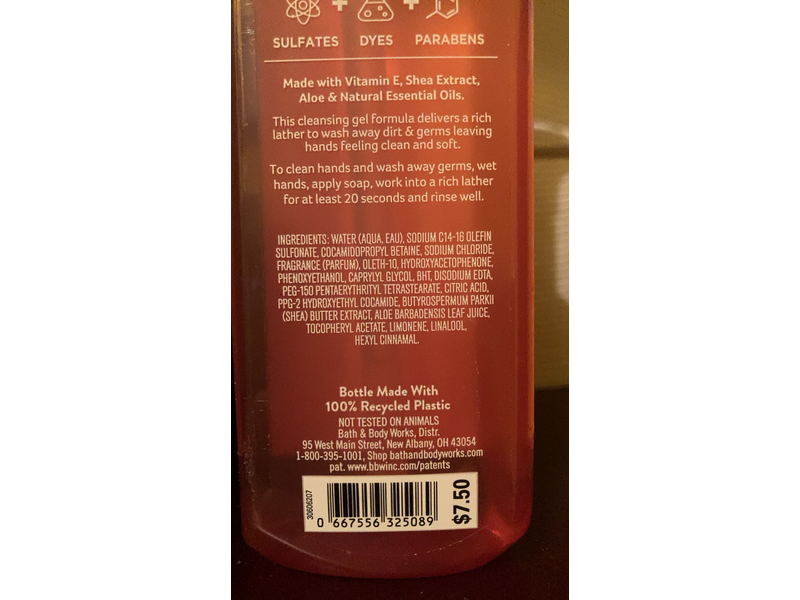 SULFATES DYES PARABENS
Made with Vitamin E, Shea Extract,
Aloe & Natural Essential Oils.
This cleansing gel formula delivers a rich
lather to wash away dirt & germs leaving
hands feeling clean and soft.
To clean hands and wash away germs, wet
hands, apply soap, work into a rich lather
for at least 20 seconds and rinse well.
INGREDIENTS: WATER (AQUA, EAU), SODIUM C14-16 OLEFIN
SULFONATE, COCAMIDOPROPYL BETAINE, SODIUM CHLORIDE,
FRAGRANCE (PARFUM), OLETH-10, HYDROXYACETOPHENONE,
PHENOXYETHANOL, CAPRYLYL GLYCOL, BHT, DISODIUM EDTA,
PEG-150 PENTAERYTHRITYL TETRASTEARATE, CITRIC ACID,
PPG-2 HYDROXYETHYL COCAMIDE, BUTYROSPERMUM PARKII
(SHEA) BUTTER EXTRACT, ALOE BARBADENSIS LEAF JUICE,
TOCOPHERYL ACETATE, LIMONENE, LINALOOL,
HEXYL CINNAMAL.
Bottle Made With
100% Recycled Plastic
NOT TESTED ON ANIMALS
Bath & Body Works, Distr.
95 West Main Street, New Albany, OH 43054
1-800-395-1001, Shop bathandbodyworks.com
pat. www.bbwinc.com/patents
30606207
0 667556 325089
$7.50